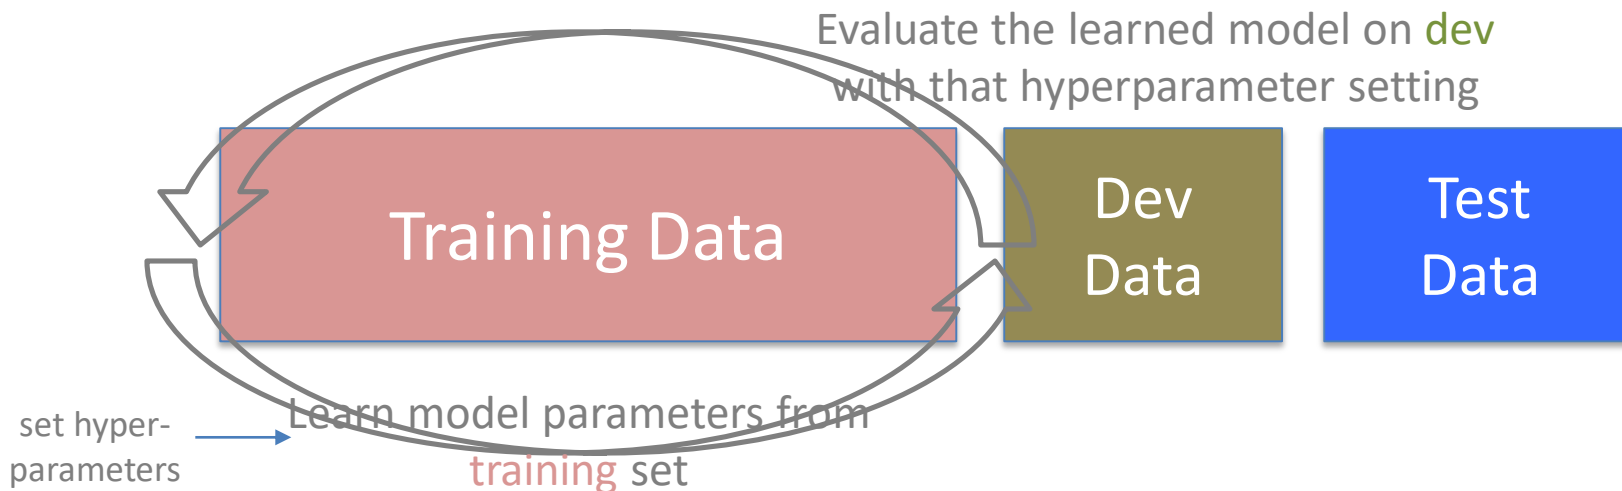 Evaluate the learned model on dev
with that hyperparameter setting
Training Data
Dev
Data
Test
Data
set hyper-
parameters
Learn model parameters from
training set